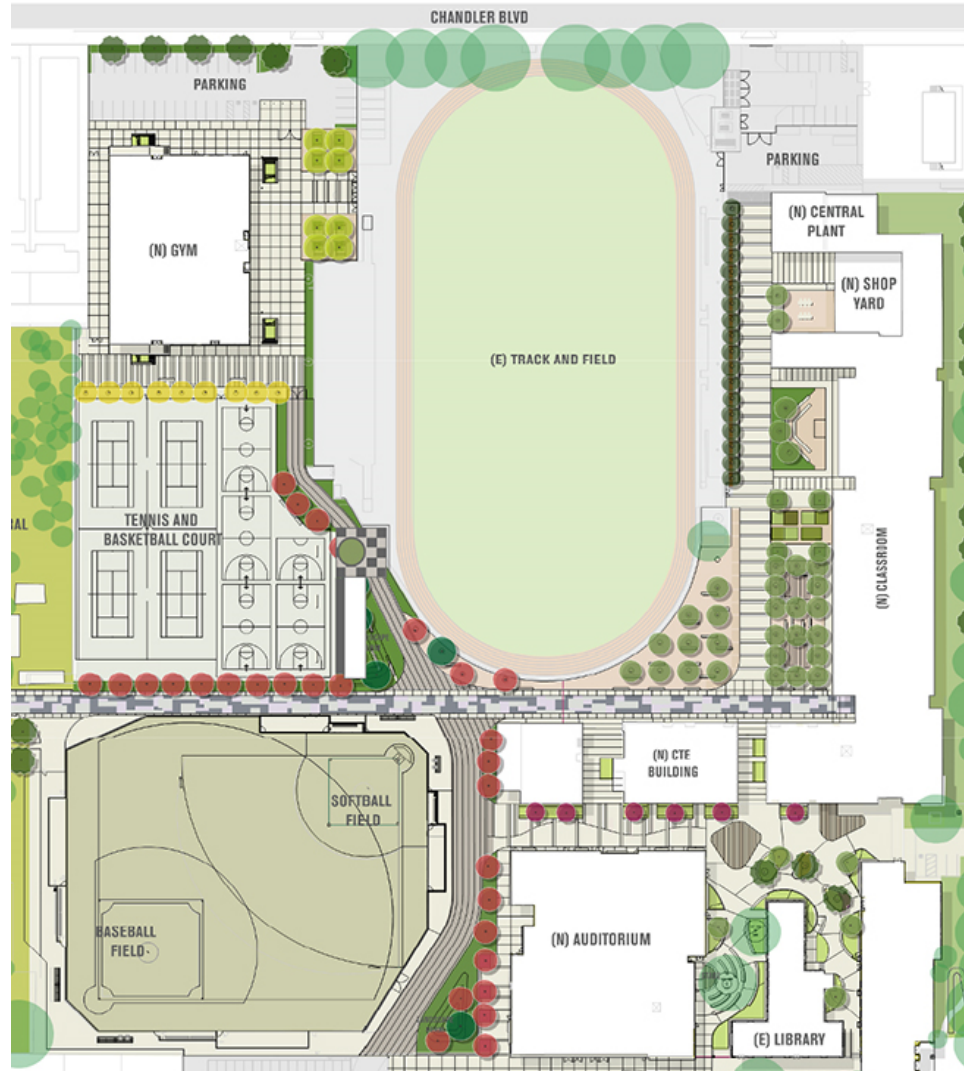 CHANDLER BLVD
PARKING
PARKING
(N) GYM
(N) CENTRAL
PLANT
(N) SHOP
YARD
(E) TRACK AND FIELD
TENNIS AND
BASKETBALL COURT
(N) CLASSROOM
(N) CTE
BUILDING
SOFTBALL
FIELD
BASEBALL
FIELD
(N) AUDITORIUM
(E) LIBRARY